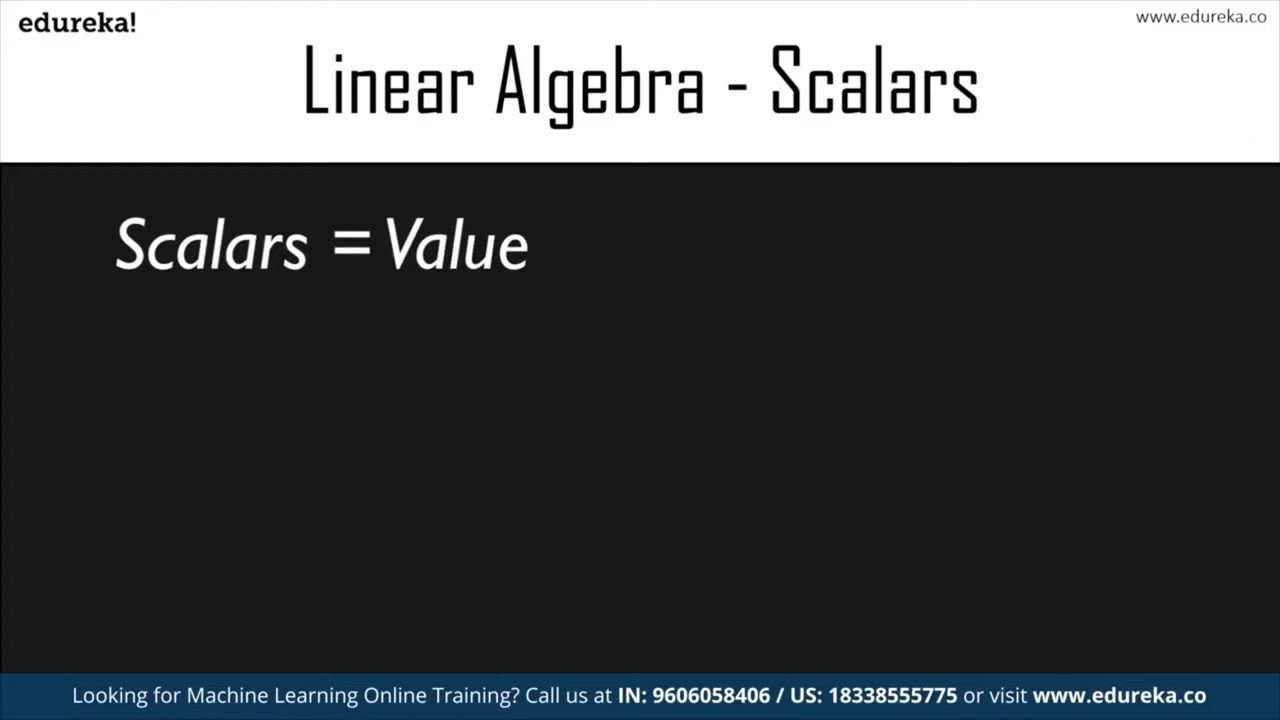 edureka!
www.edureka.co
Linear Algebra - Scalars
Scalars = Value
Looking for Machine Learning Online Training? Call us at IN: 9606058406 / US: 18338555775 or visit www.edureka.co